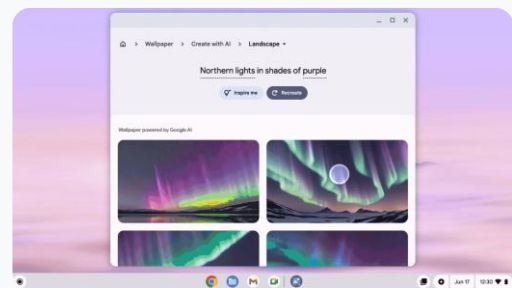 Wallpaper > Create with AI > Landscape
Northern lights in shades of purple
Inspire me
Recreate
Wallpaper powered by Google AI
Jun 17 12:30